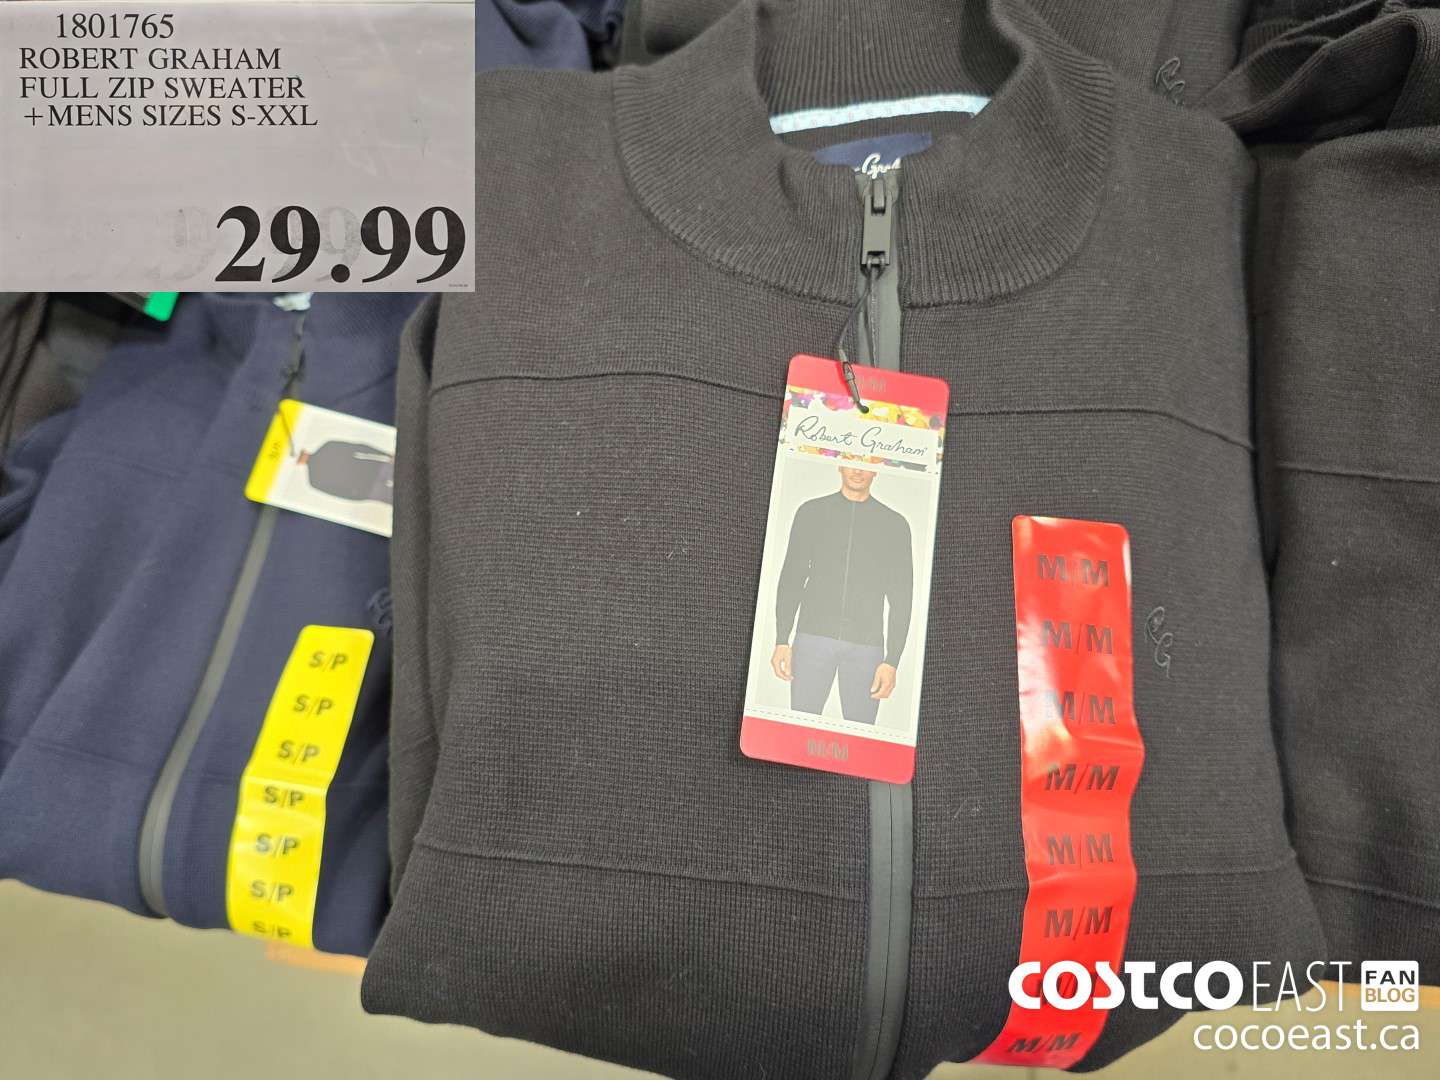 1801765
ROBERT GRAHAM
FULL ZIP SWEATER
+MENS SIZES S-XXL
29.99
Robert Graham
M/M
S/P
S/P
S/P
S/P
S/P
S/P
S/P
M/M
M/M
M/M
M/M
M/M
M/M
M/M
RG
COSTCO EAST FAN BLOG
cocoeast.ca